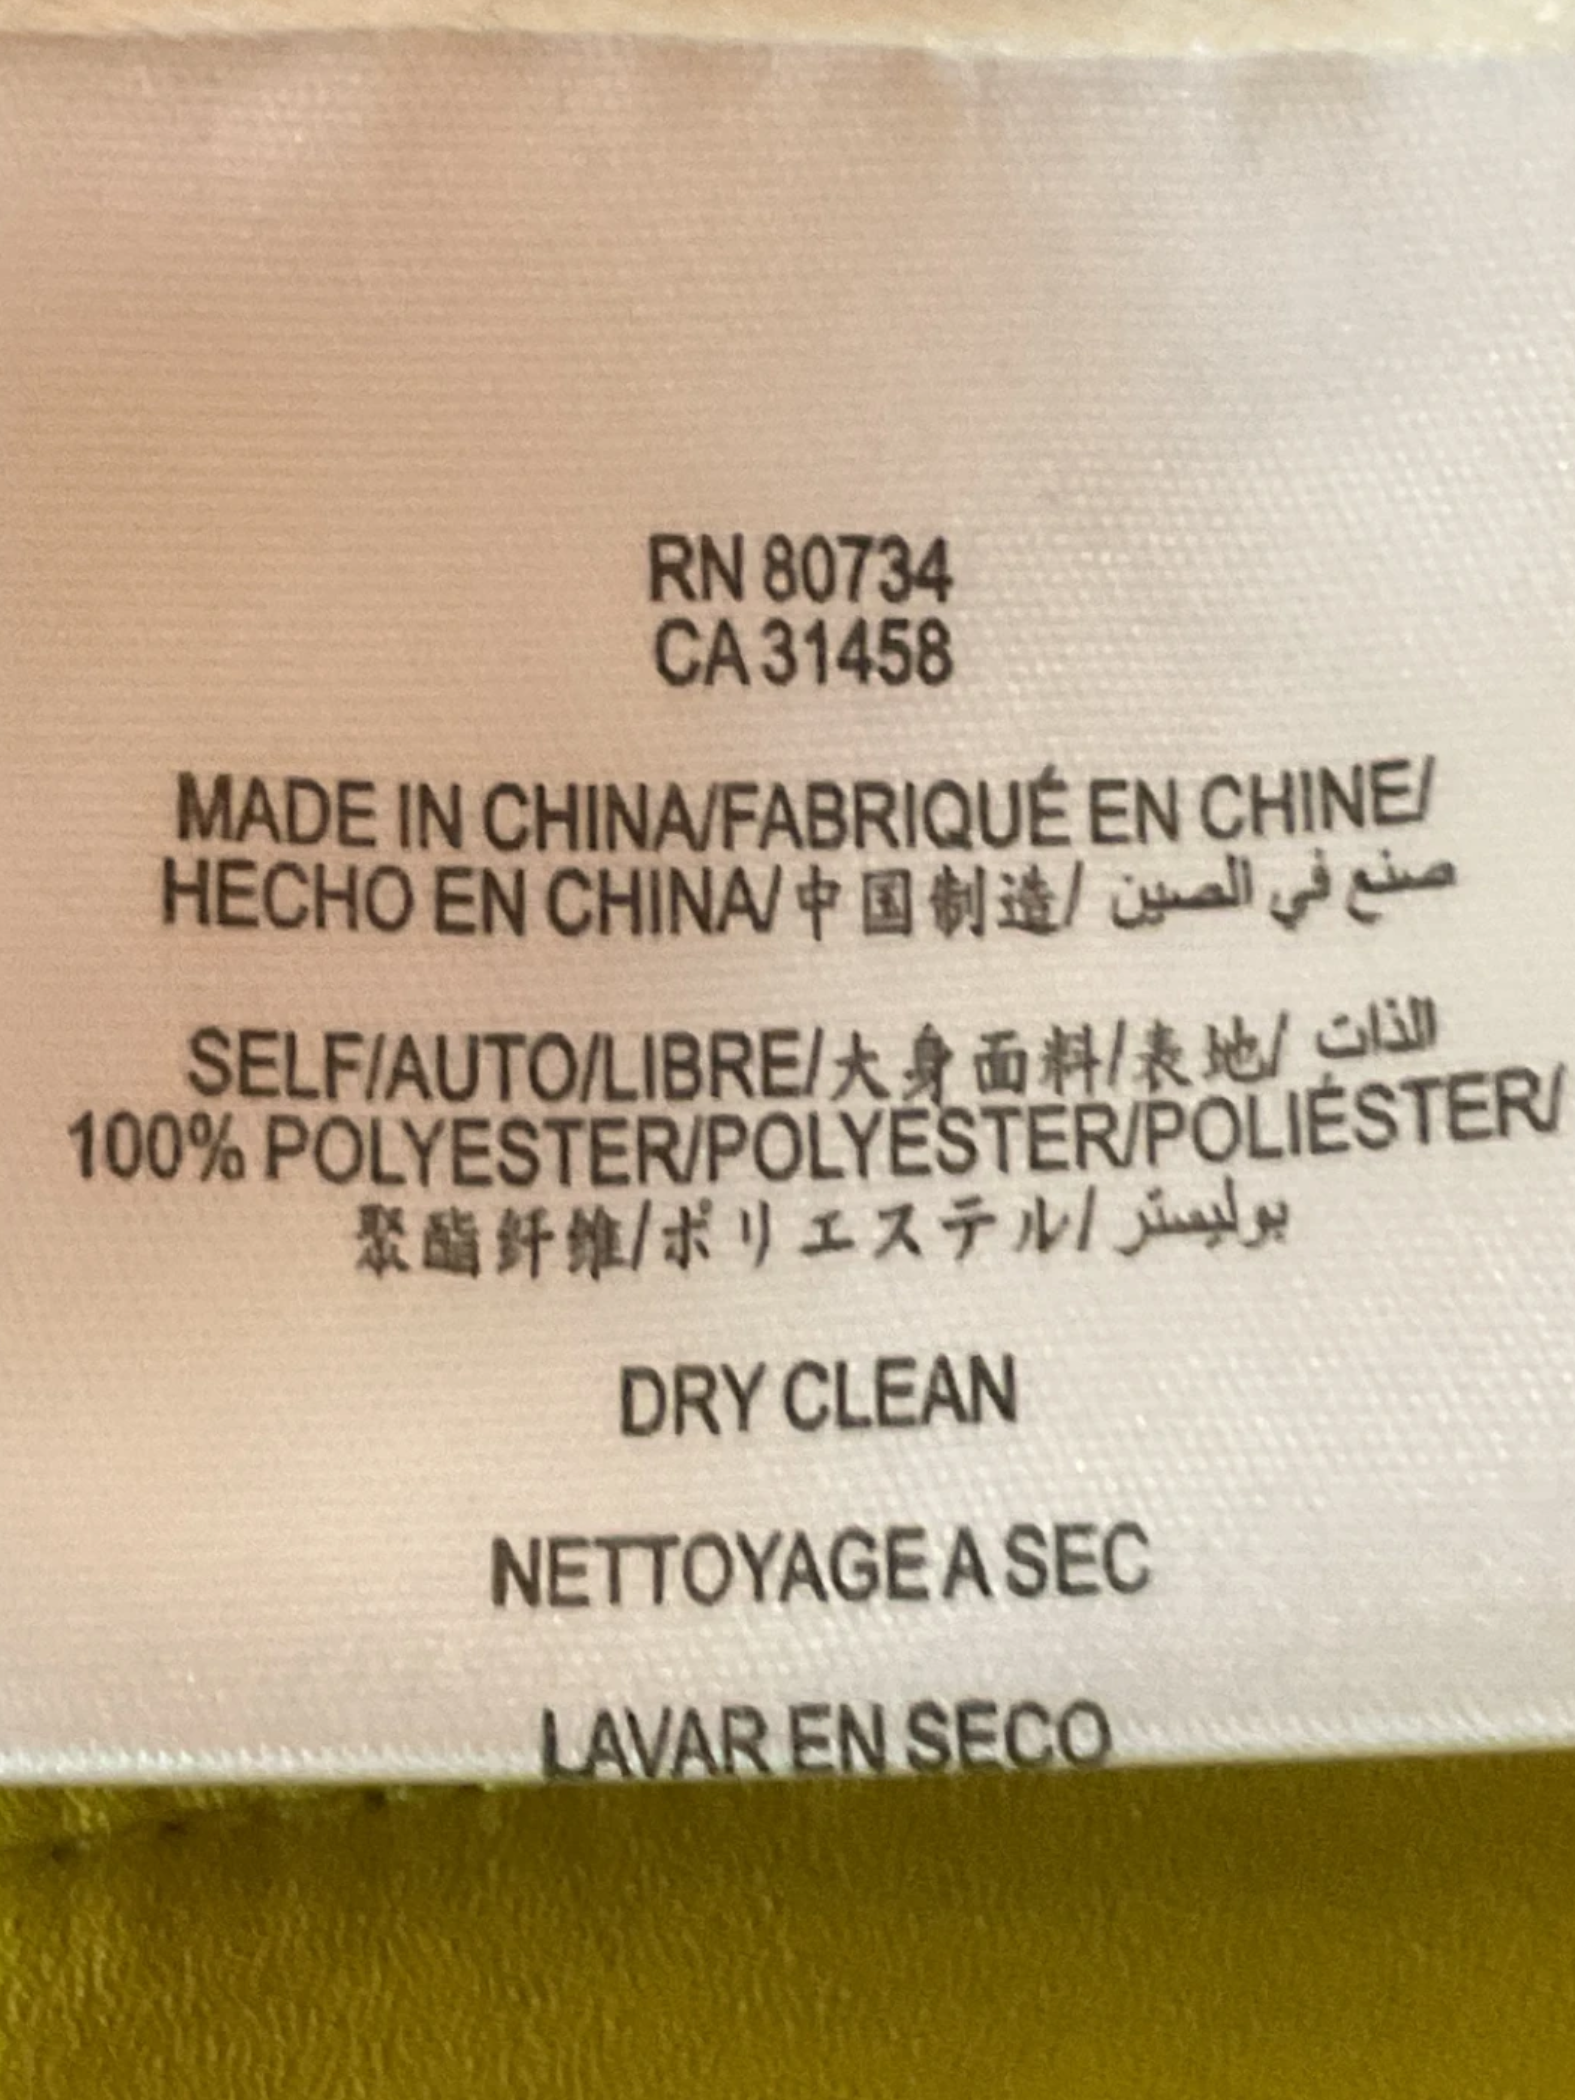 RN 80734
CA 31458
MADE IN CHINA/FABRIQUÉ EN CHINE/
HECHO EN CHINA/中国制造/ صنع في الصين
SELF/AUTO/LIBRE/大身面料/表地/ الذات
100% POLYESTER/POLYESTER/POLIÉSTER/
聚酯纤维/ポリエステル/ بوليستر
DRY CLEAN
NETTOYAGE A SEC
LAVAR EN SECO